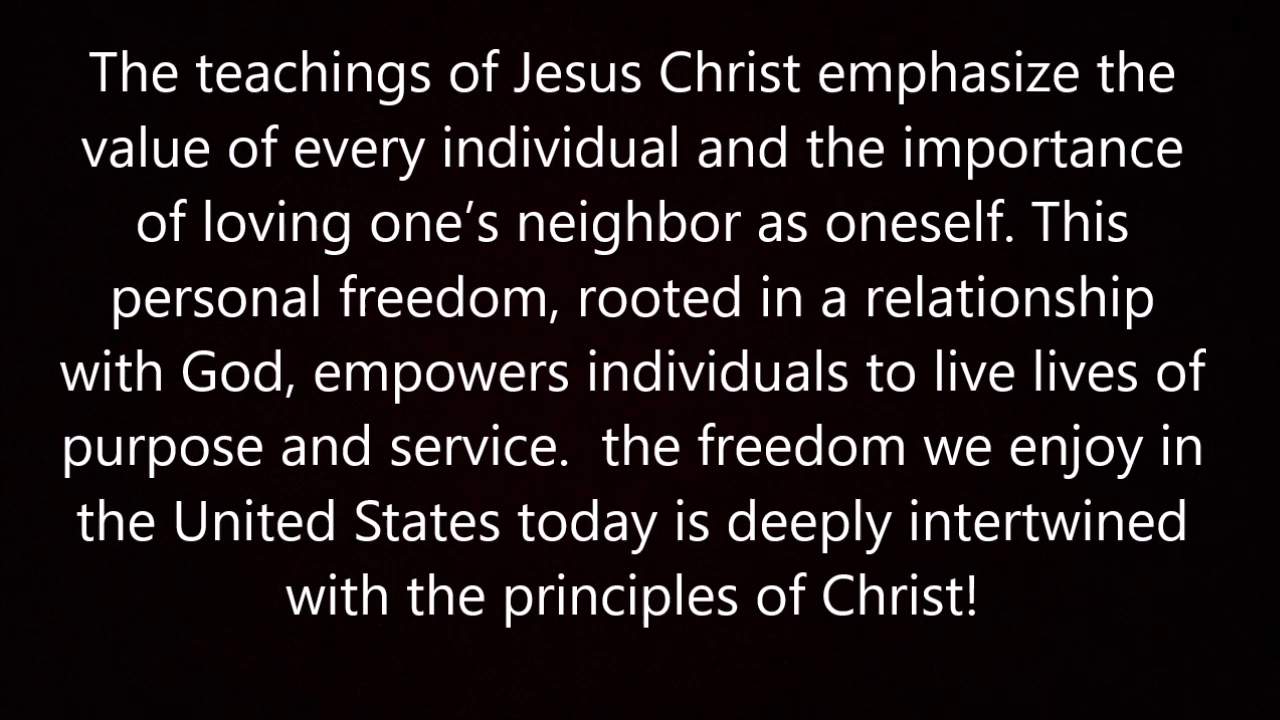 The teachings of Jesus Christ emphasize the
value of every individual and the importance
of loving one’s neighbor as oneself. This
personal freedom, rooted in a relationship
with God, empowers individuals to live lives of
purpose and service.  the freedom we enjoy in
the United States today is deeply intertwined
with the principles of Christ!